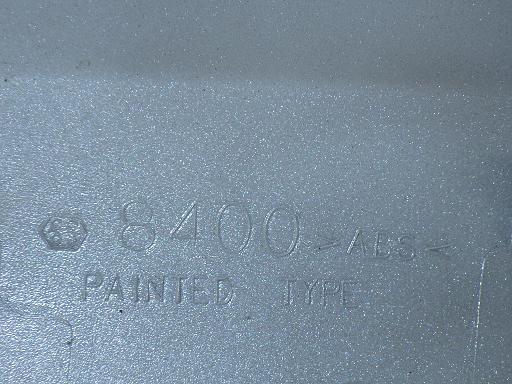 8400 >ABS<
PAINTED TYPE